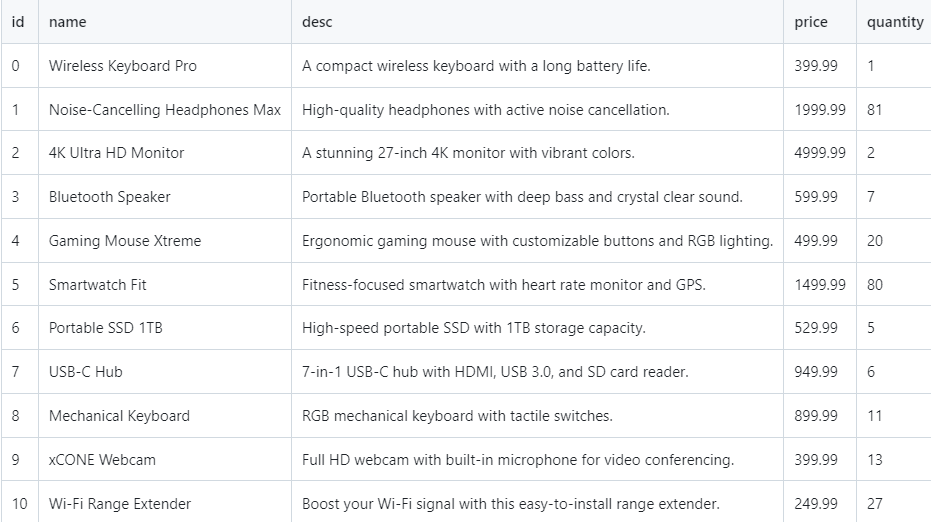 id name desc price quantity
0 Wireless Keyboard Pro A compact wireless keyboard with a long battery life. 399.99 1
1 Noise-Cancelling Headphones Max High-quality headphones with active noise cancellation. 1999.99 81
2 4K Ultra HD Monitor A stunning 27-inch 4K monitor with vibrant colors. 4999.99 2
3 Bluetooth Speaker Portable Bluetooth speaker with deep bass and crystal clear sound. 599.99 7
4 Gaming Mouse Xtreme Ergonomic gaming mouse with customizable buttons and RGB lighting. 499.99 20
5 Smartwatch Fit Fitness-focused smartwatch with heart rate monitor and GPS. 1499.99 80
6 Portable SSD 1TB High-speed portable SSD with 1TB storage capacity. 529.99 5
7 USB-C Hub 7-in-1 USB-C hub with HDMI, USB 3.0, and SD card reader. 949.99 6
8 Mechanical Keyboard RGB mechanical keyboard with tactile switches. 899.99 11
9 xCONE Webcam Full HD webcam with built-in microphone for video conferencing. 399.99 13
10 Wi-Fi Range Extender Boost your Wi-Fi signal with this easy-to-install range extender. 249.99 27